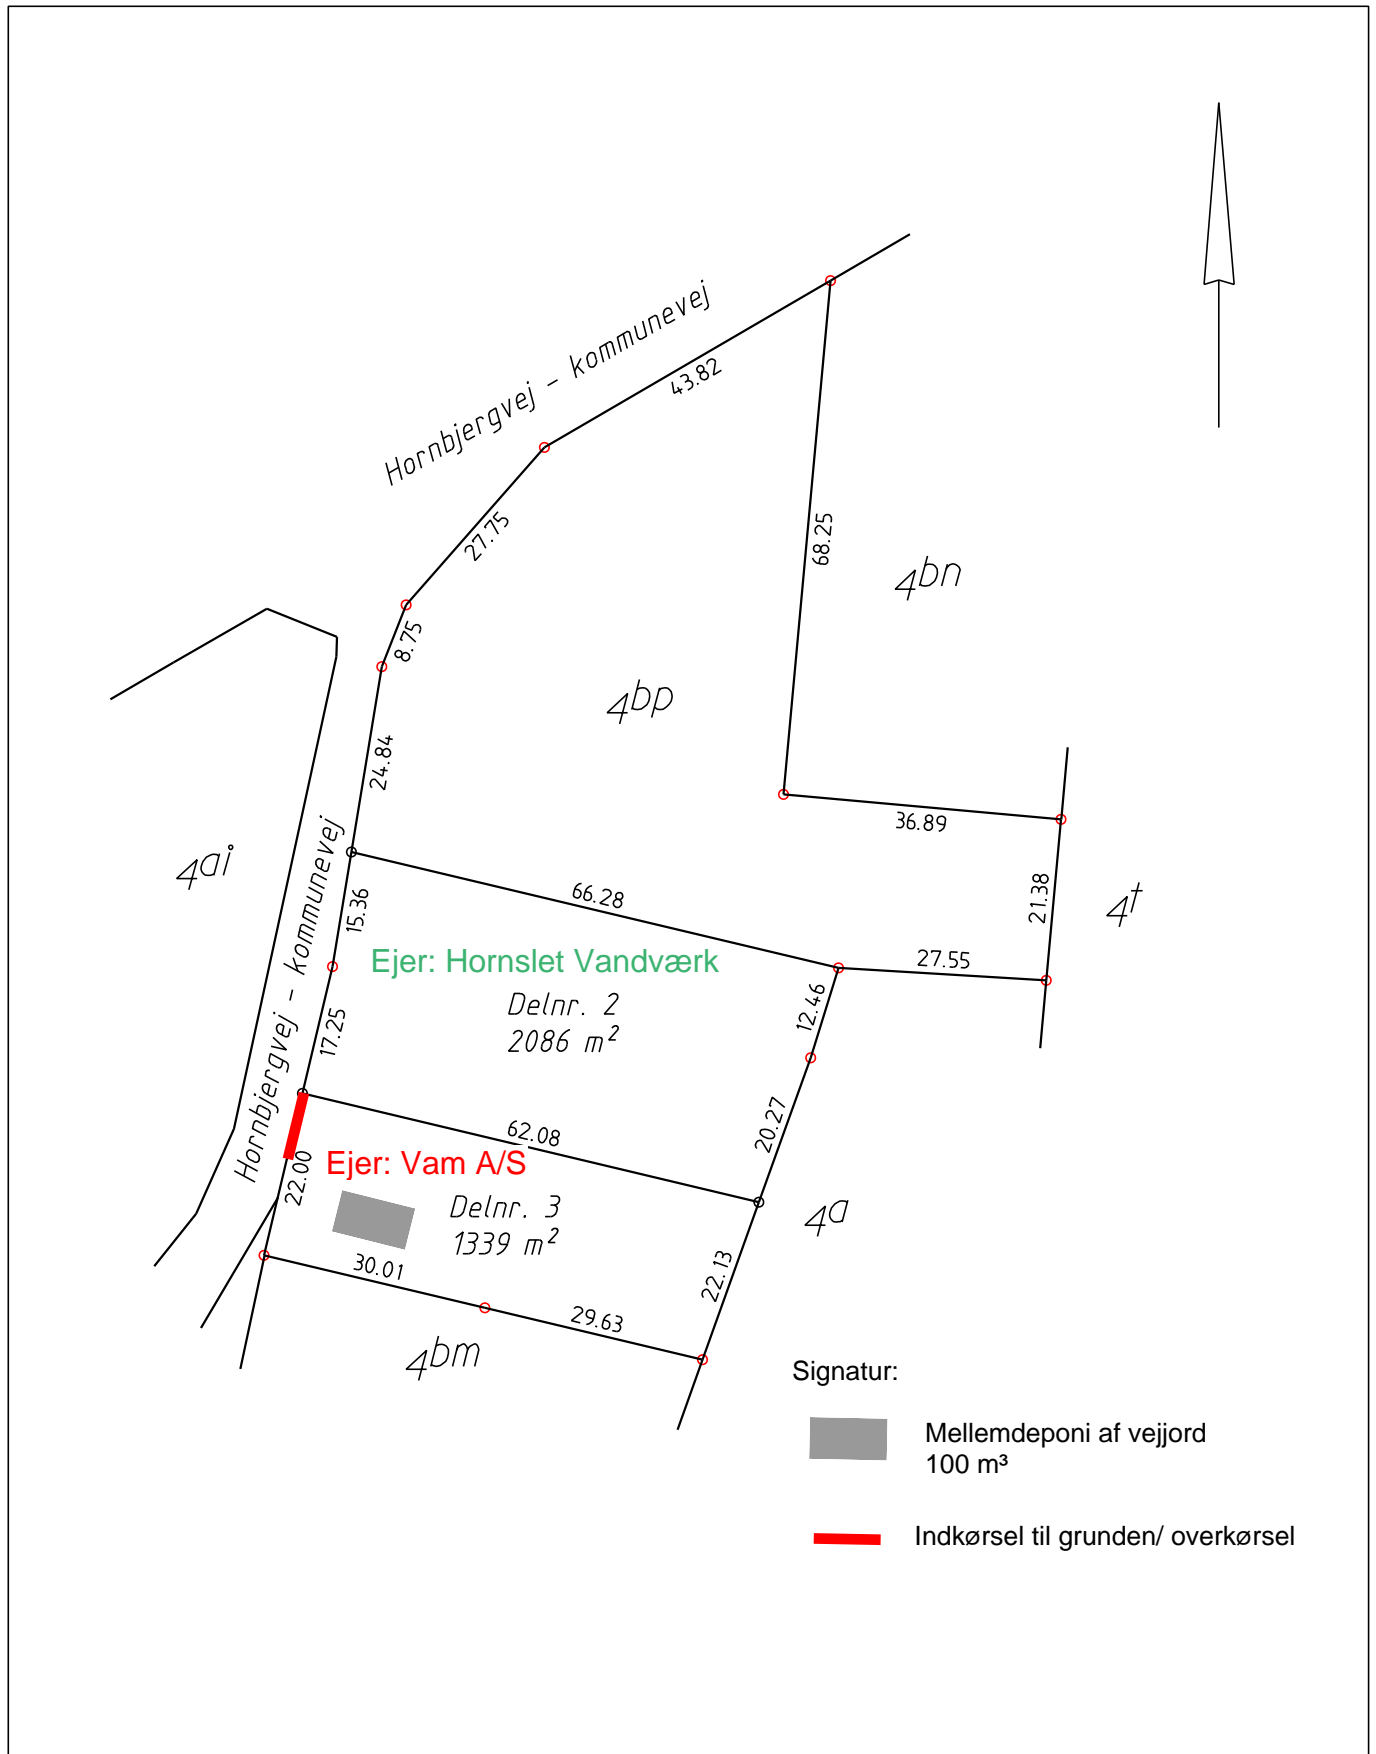 Hornbjergvej - kommunevej
43.82
27.75
68.25
4bn
8.75
4bp
24.84
36.89
4ai
Hornbjergvej - kommunevej
15.36
66.28
21.38
4t
Ejer: Hornslet Vandværk
27.55
Delnr. 2
2086 m²
12.46
17.25
20.27
62.08
22.00
Ejer: Vam A/S
Delnr. 3
1339 m²
4a
30.01
22.13
29.63
4bm
Signatur:
Mellemdeponi af vejjord
100 m³
Indkørsel til grunden/ overkørsel